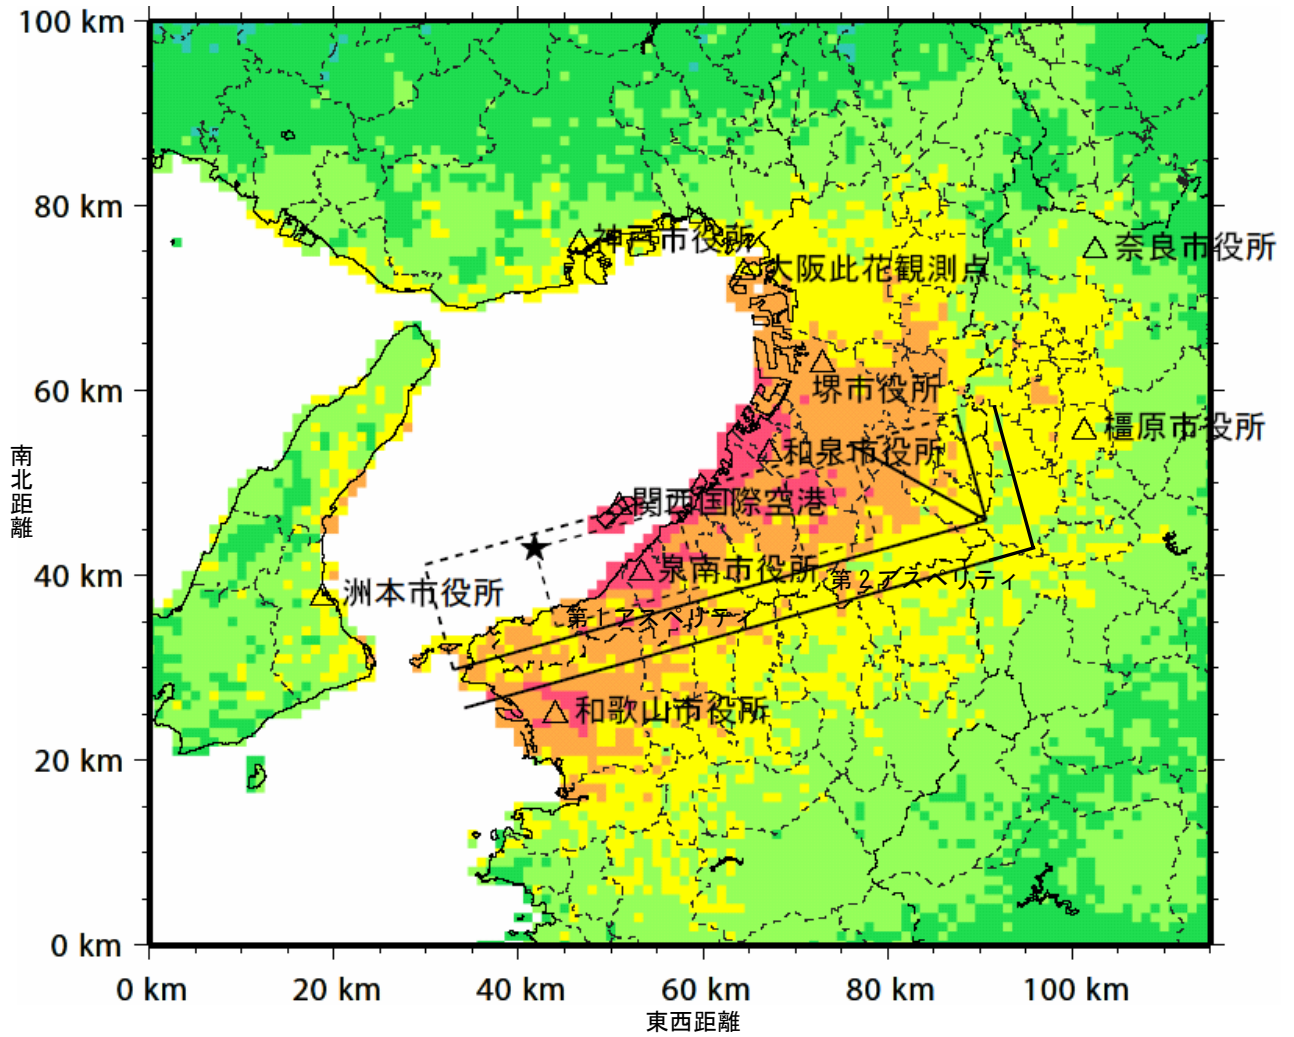 100 km
80 km
60 km
40 km
20 km
0 km
南北距離
神戸市役所
奈良市役所
大阪此花観測点
堺市役所
橿原市役所
和泉市役所
関西国際空港
泉南市役所
第２アスペリティ
洲本市役所
第１アスペリティ
和歌山市役所
0 km
20 km
40 km
60 km
80 km
100 km
東西距離